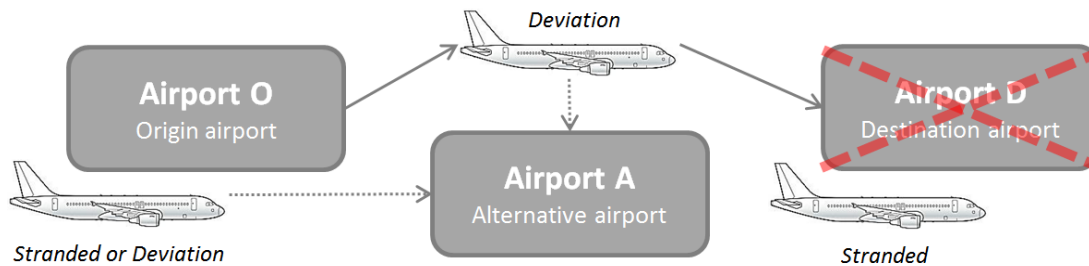 Deviation
Airport O
Origin airport
Airport D
Destination airport
Airport A
Alternative airport
Stranded or Deviation
Stranded